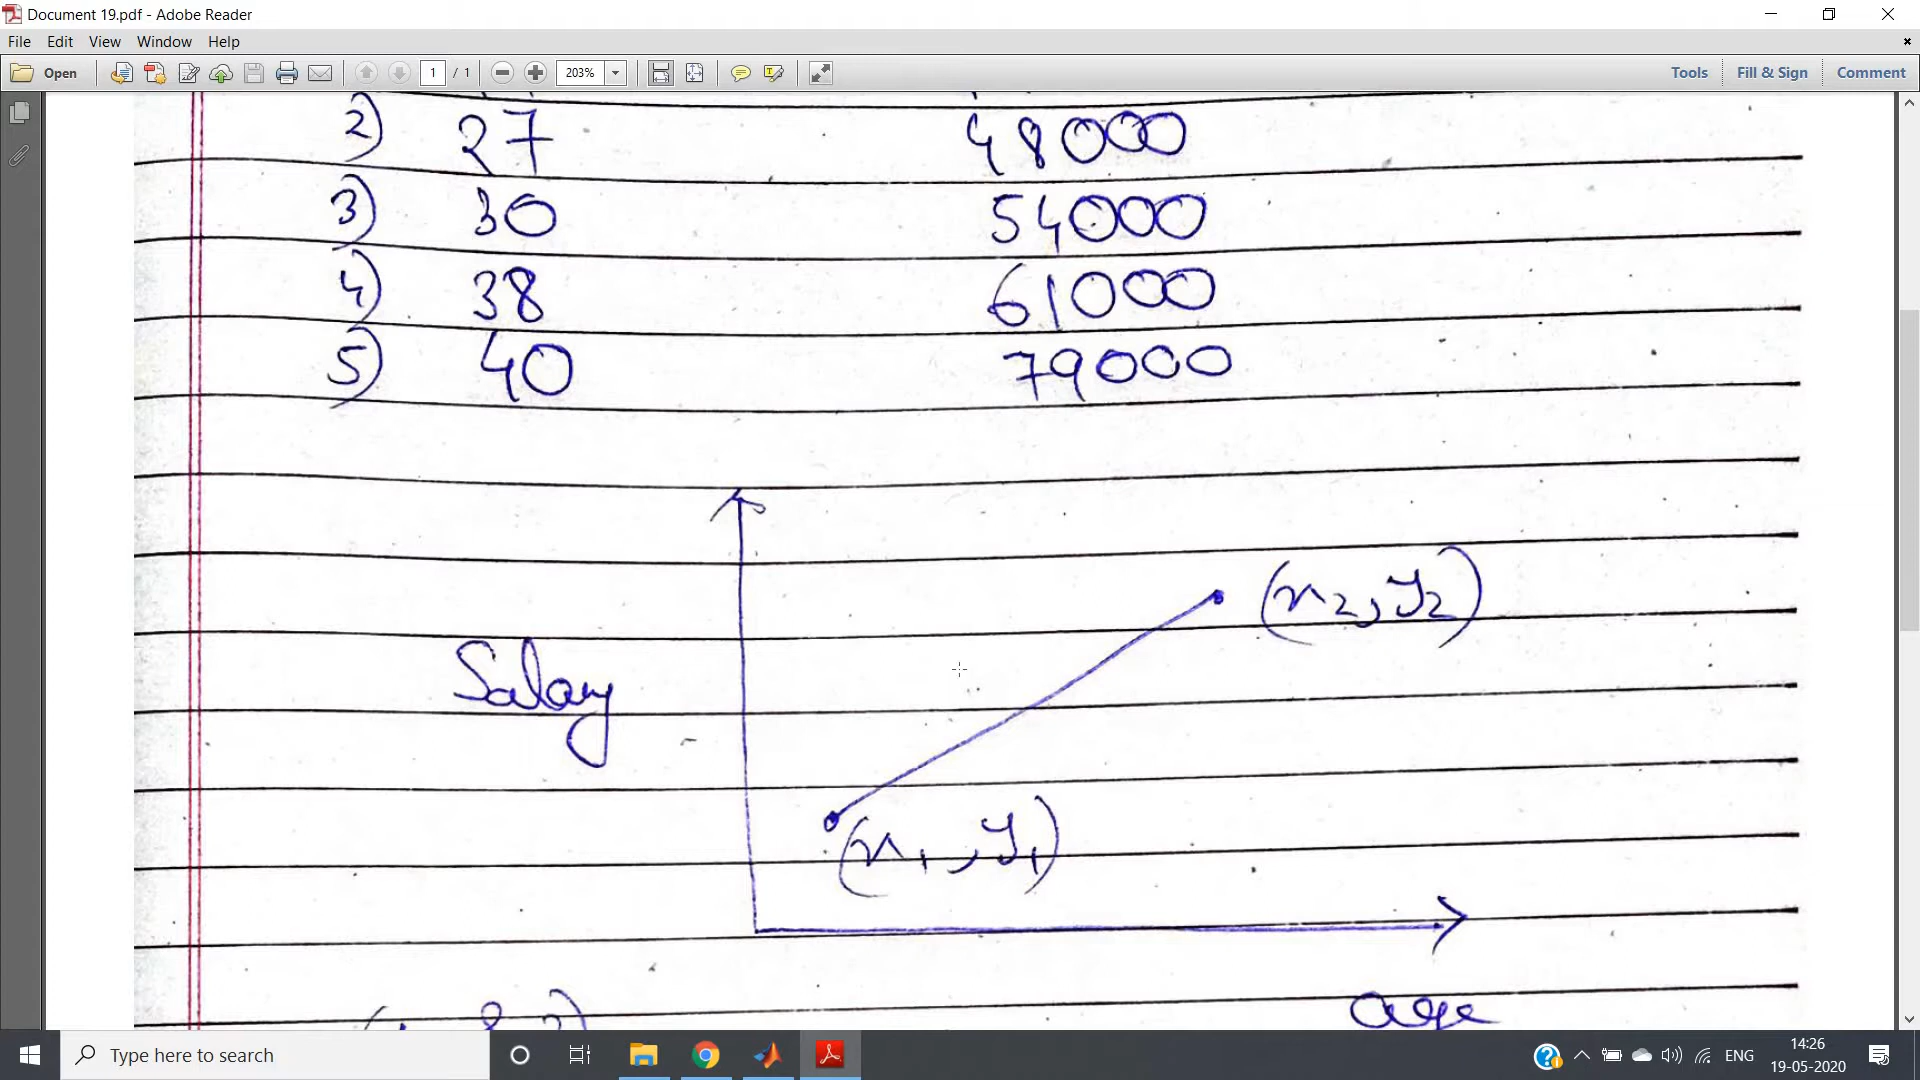 Document 19.pdf - Adobe Reader
File Edit View Window Help
Open 1 / 1 203% Tools Fill & Sign Comment
2) 27 48000
3) 30 54000
4) 38 61000
5) 40 79000
(x2, y2)
Salary
(x1, y1)
age
Type here to search
ENG 14:26
19-05-2020